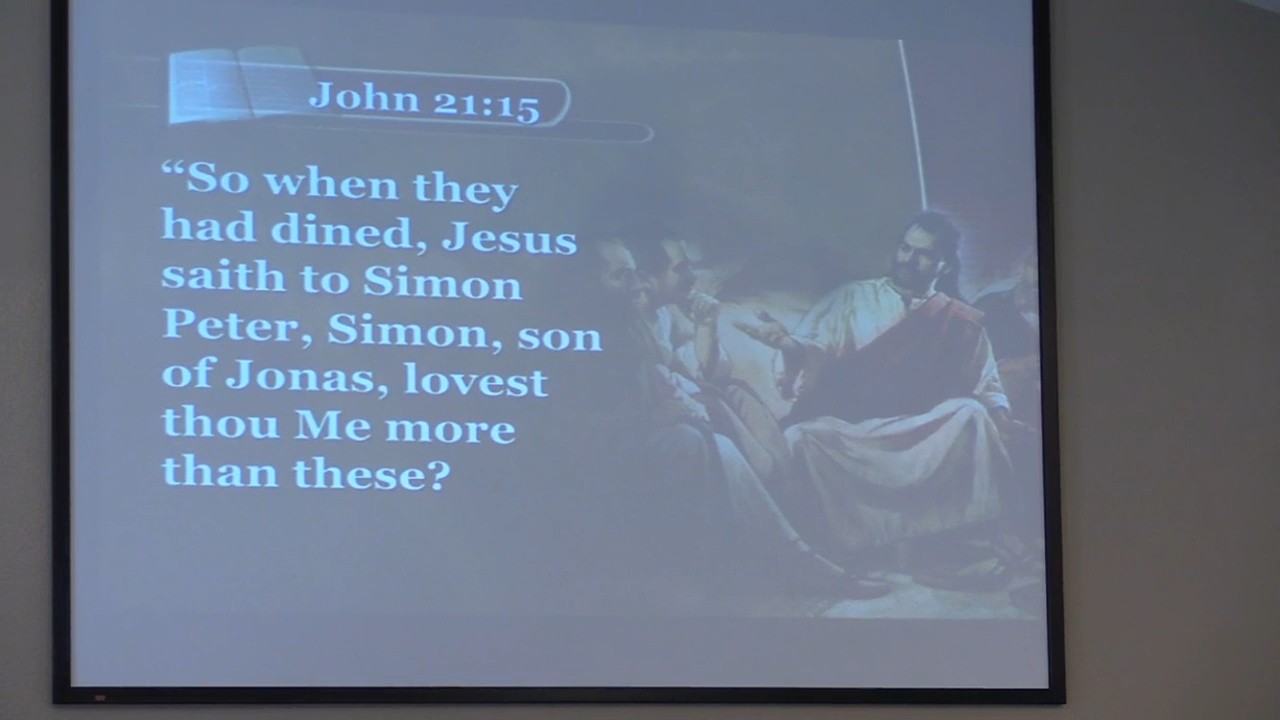 John 21:15
“So when they
had dined, Jesus
saith to Simon
Peter, Simon, son
of Jonas, lovest
thou Me more
than these?